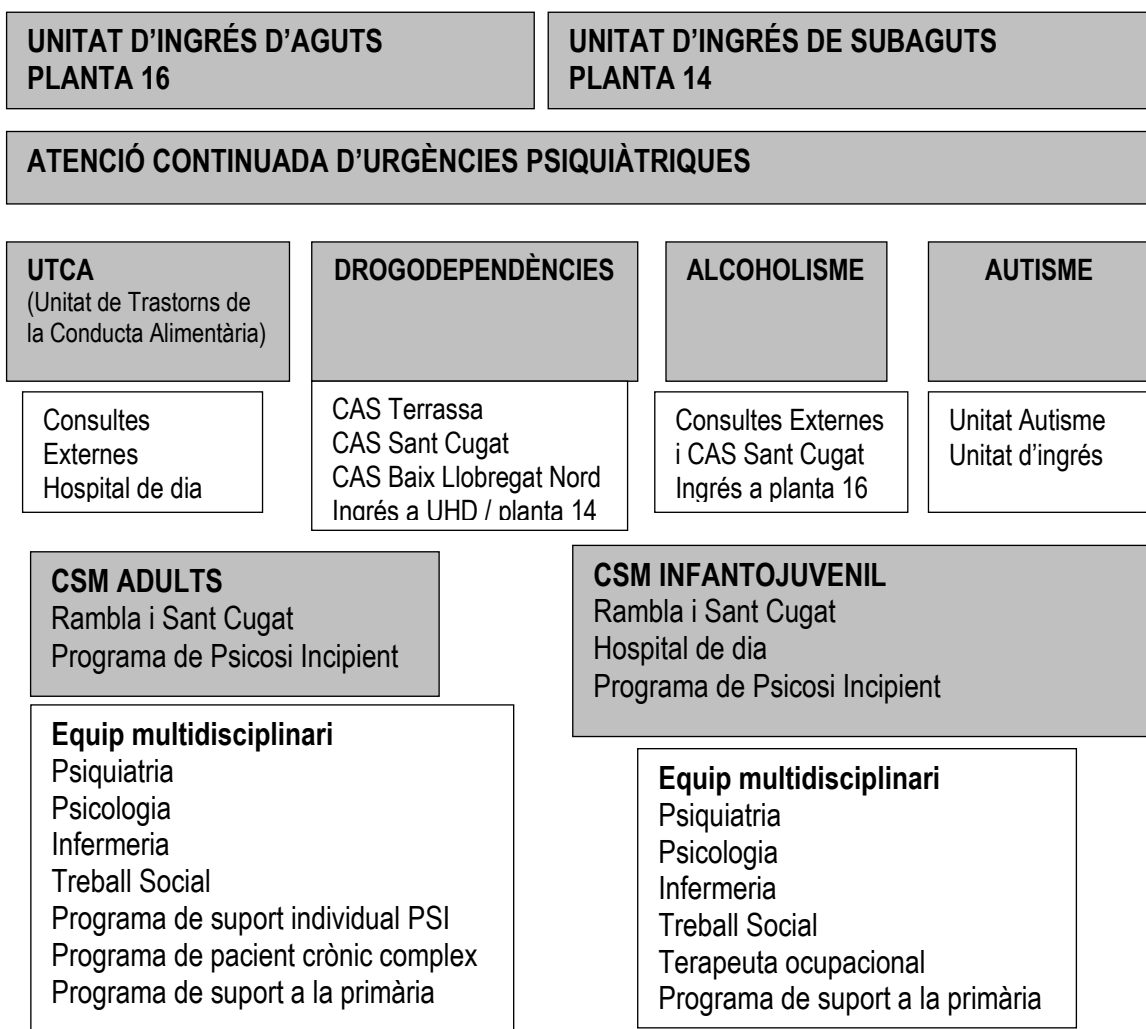 UNITAT D’INGRÉS D’AGUTS
PLANTA 16
UNITAT D’INGRÉS DE SUBAGUTS
PLANTA 14
ATENCIÓ CONTINUADA D’URGÈNCIES PSIQUIÀTRIQUES
UTCA
(Unitat de Trastorns de
la Conducta Alimentària)
DROGODEPENDÈNCIES
ALCOHOLISME
AUTISME
Consultes
Externes
Hospital de dia
CAS Terrassa
CAS Sant Cugat
CAS Baix Llobregat Nord
Ingrés a UHD / planta 14
Consultes Externes
i CAS Sant Cugat
Ingrés a planta 16
Unitat Autisme
Unitat d’ingrés
CSM ADULTS
Rambla i Sant Cugat
Programa de Psicosi Incipient
CSM INFANTOJUVENIL
Rambla i Sant Cugat
Hospital de dia
Programa de Psicosi Incipient
Equip multidisciplinari
Psiquiatria
Psicologia
Infermeria
Treball Social
Programa de suport individual PSI
Programa de pacient crònic complex
Programa de suport a la primària
Equip multidisciplinari
Psiquiatria
Psicologia
Infermeria
Treball Social
Terapeuta ocupacional
Programa de suport a la primària